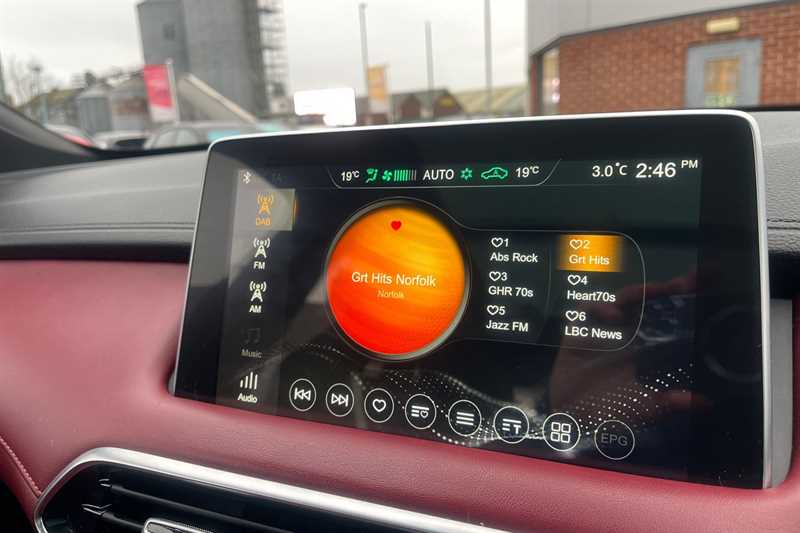 19℃ AUTO 19℃ 3.0℃ 2:46 PM
TA
DAB
FM
AM
Music
Audio
Grt Hits Norfolk
Norfolk
1
Abs Rock
2
Grt Hits
3
GHR 70s
4
Heart70s
5
Jazz FM
6
LBC News
EPG